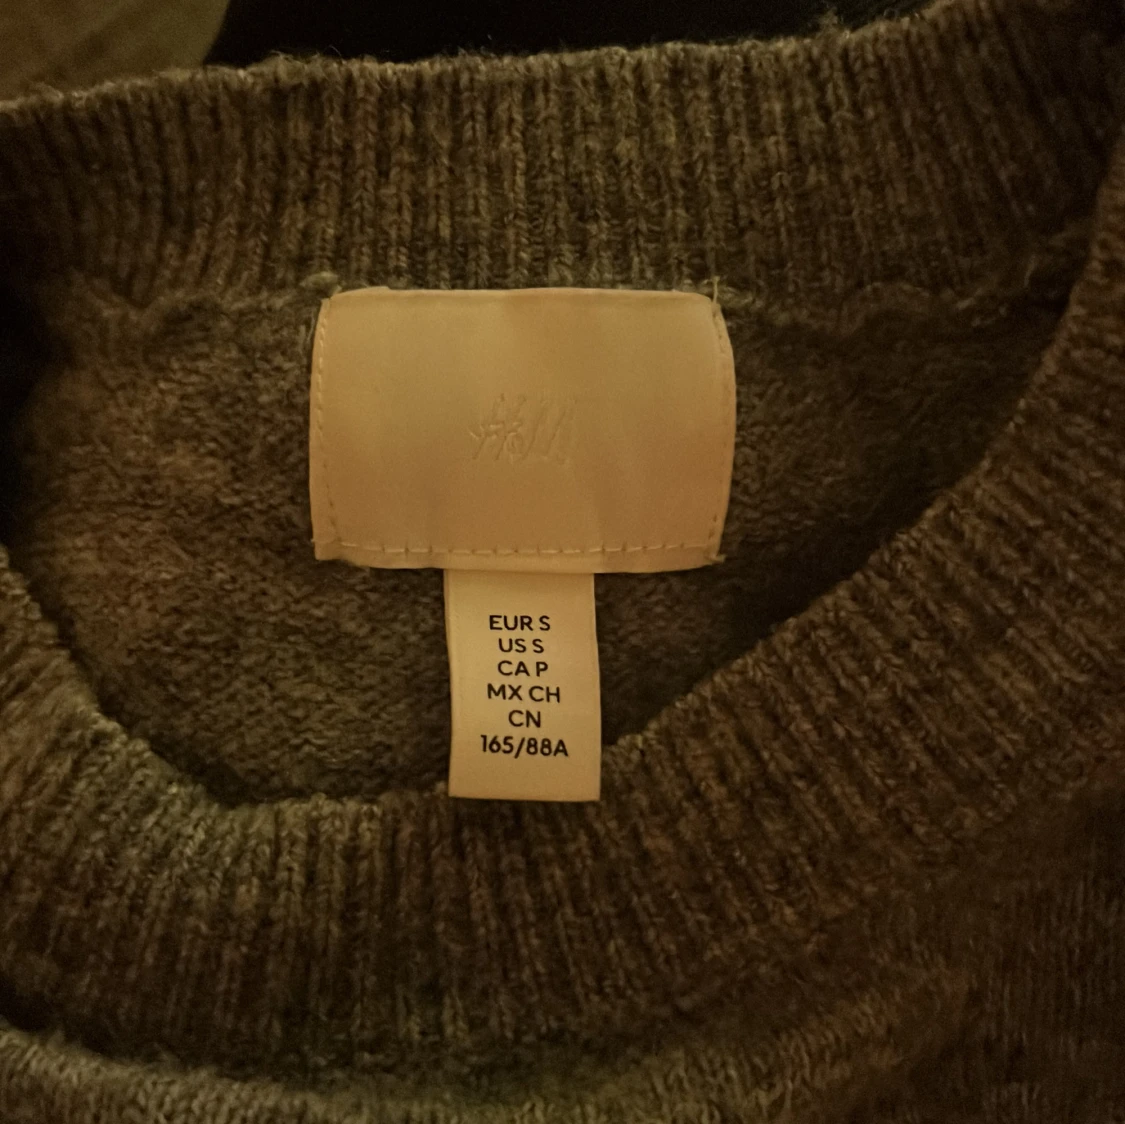 H&M
EUR S
US S
CA P
MX CH
CN
165/88A